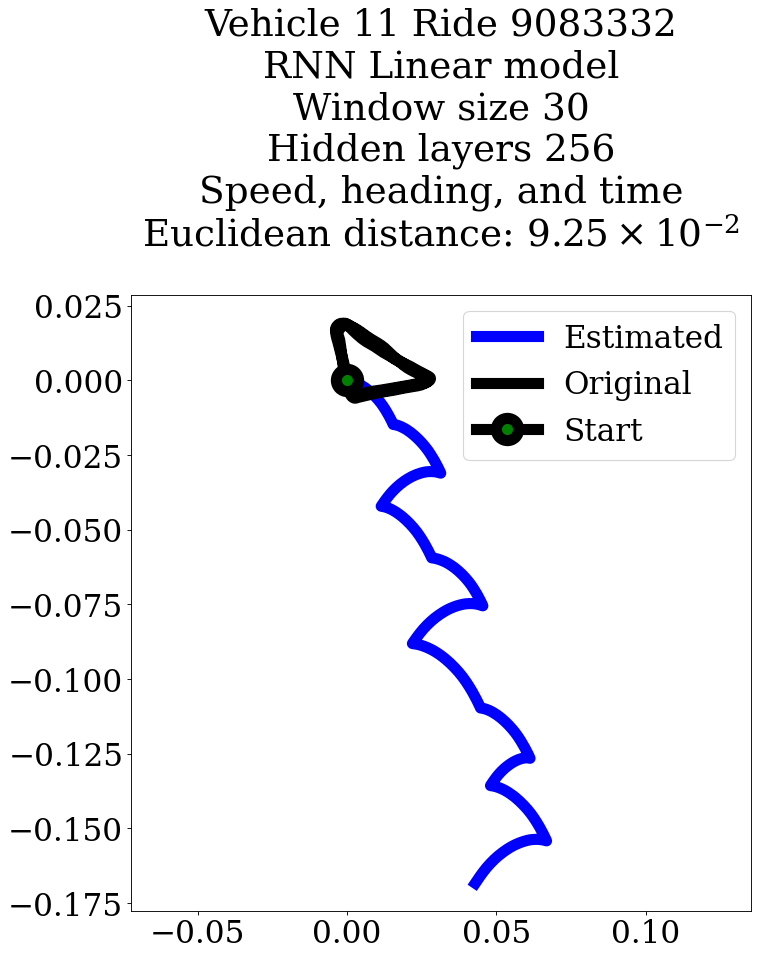 Vehicle 11 Ride 9083332
RNN Linear model
Window size 30
Hidden layers 256
Speed, heading, and time
Euclidean distance: 9.25 × 10⁻²
0.025
0.000
−0.025
−0.050
−0.075
−0.100
−0.125
−0.150
−0.175
Estimated
Original
Start
−0.05 0.00 0.05 0.10